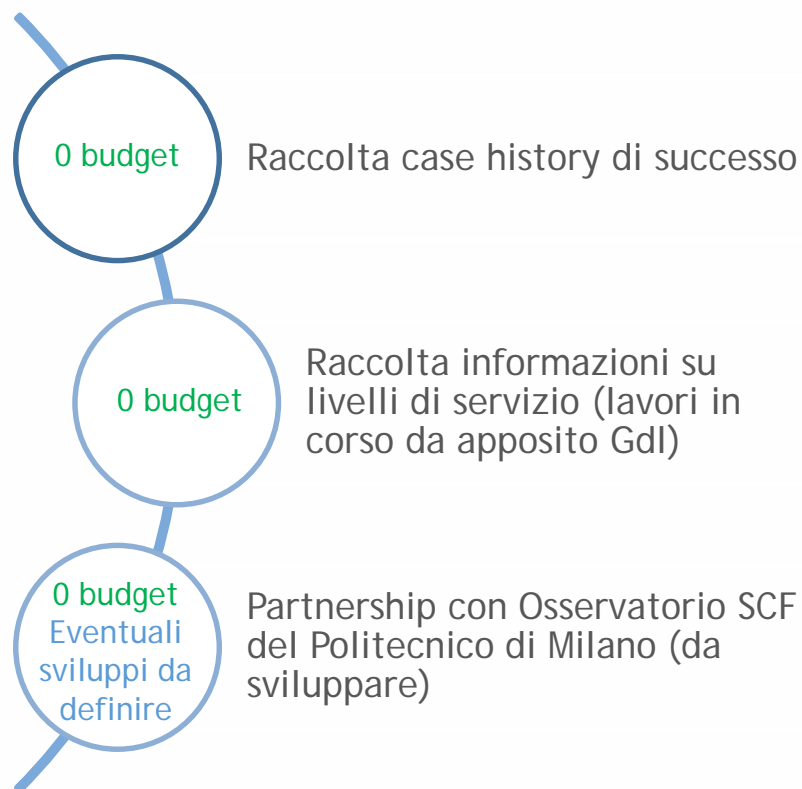 0 budget
Raccolta case history di successo
0 budget
Raccolta informazioni su
livelli di servizio (lavori in
corso da apposito Gdl)
0 budget
Eventuali
sviluppi da
definire
Partnership con Osservatorio SCF
del Politecnico di Milano (da
sviluppare)